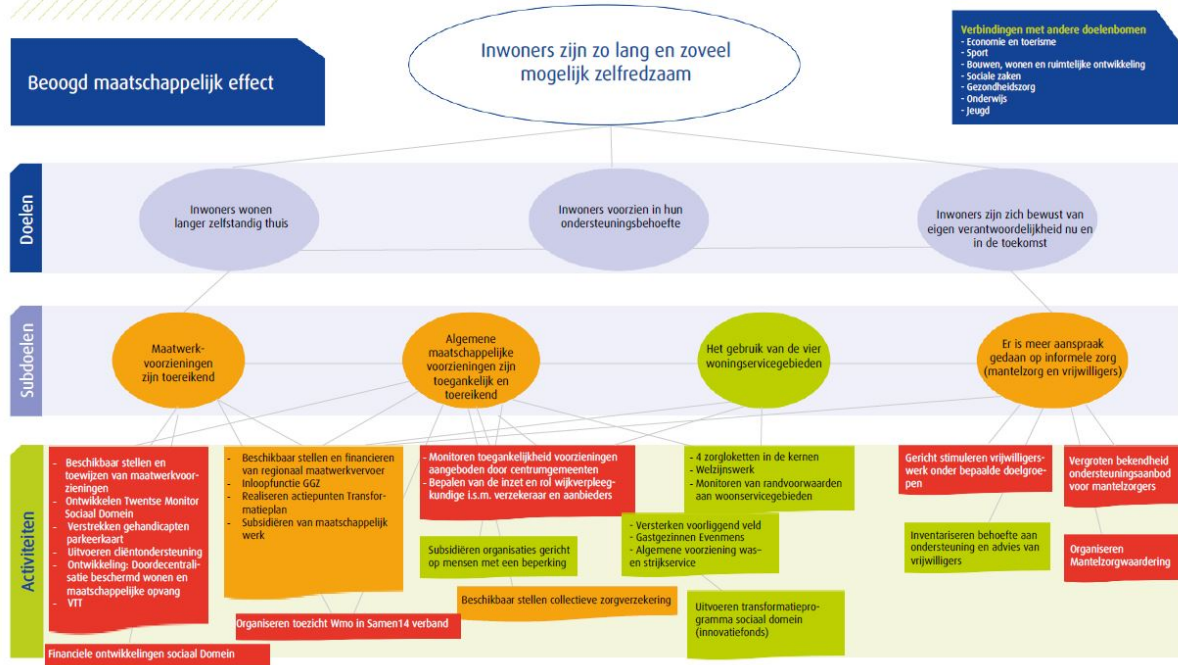 Beoogd maatschappelijk effect
Inwoners zijn zo lang en zoveel
mogelijk zelfredzaam
Verbindingen met andere doelenbomen
- Economie en toerisme
- Sport
- Bouwen, wonen en ruimtelijke ontwikkeling
- Sociale zaken
- Gezondheidszorg
- Onderwijs
- Jeugd
Doelen
Inwoners wonen
langer zelfstandig thuis
Inwoners voorzien in hun
ondersteuningsbehoefte
Inwoners zijn zich bewust van
eigen verantwoordelijkheid nu en
in de toekomst
Subdoelen
Maatwerk-
voorzieningen
zijn toereikend
Algemene
maatschappelijke
voorzieningen zijn
toegankelijk en
toereikend
Het gebruik van de vier
woningservicegebieden
Er is meer aanspraak
gedaan op informele zorg
(mantelzorg en vrijwilligers)
Activiteiten
- Beschikbaar stellen en
toewijzen van maatwerkvoor-
zieningen
- Ontwikkelen Twentse Monitor
Sociaal Domein
- Verstrekken gehandicapten
parkeerkaart
- Uitvoeren cliëntondersteuning
- Ontwikkeling: Doordecentrali-
satie beschermd wonen en
maatschappelijke opvang
- VTT
Financiele ontwikkelingen sociaal Domein
- Beschikbaar stellen en financieren
van regionaal maatwerkvervoer
- Inloopfunctie GGZ
- Realiseren actiepunten Transfor-
matieplan
- Subsidiëren van maatschappelijk
werk
Organiseren toezicht Wmo in Samen14 verband
- Monitoren toegankelijkheid voorzieningen
aangeboden door centrumgemeenten
- Bepalen van de inzet en rol wijkverpleeg-
kundige i.s.m. verzekeraar en aanbieders
Subsidiëren organisaties gericht
op mensen met een beperking
Beschikbaar stellen collectieve zorgverzekering
- 4 zorgloketten in de kernen
- Welzijnswerk
- Monitoren van randvoorwaarden
aan woonservicegebieden
- Versterken voorliggend veld
- Gastgezinnen Evenmens
- Algemene voorziening was-
en strijkservice
Uitvoeren transformatiepro-
gramma sociaal domein
(innovatiefonds)
Gericht stimuleren vrijwilligers-
werk onder bepaalde doelgroe-
pen
Inventariseren behoefte aan
ondersteuning en advies van
vrijwilligers
Vergroten bekendheid
ondersteuningsaanbod
voor mantelzorgers
Organiseren
Mantelzorgwaardering